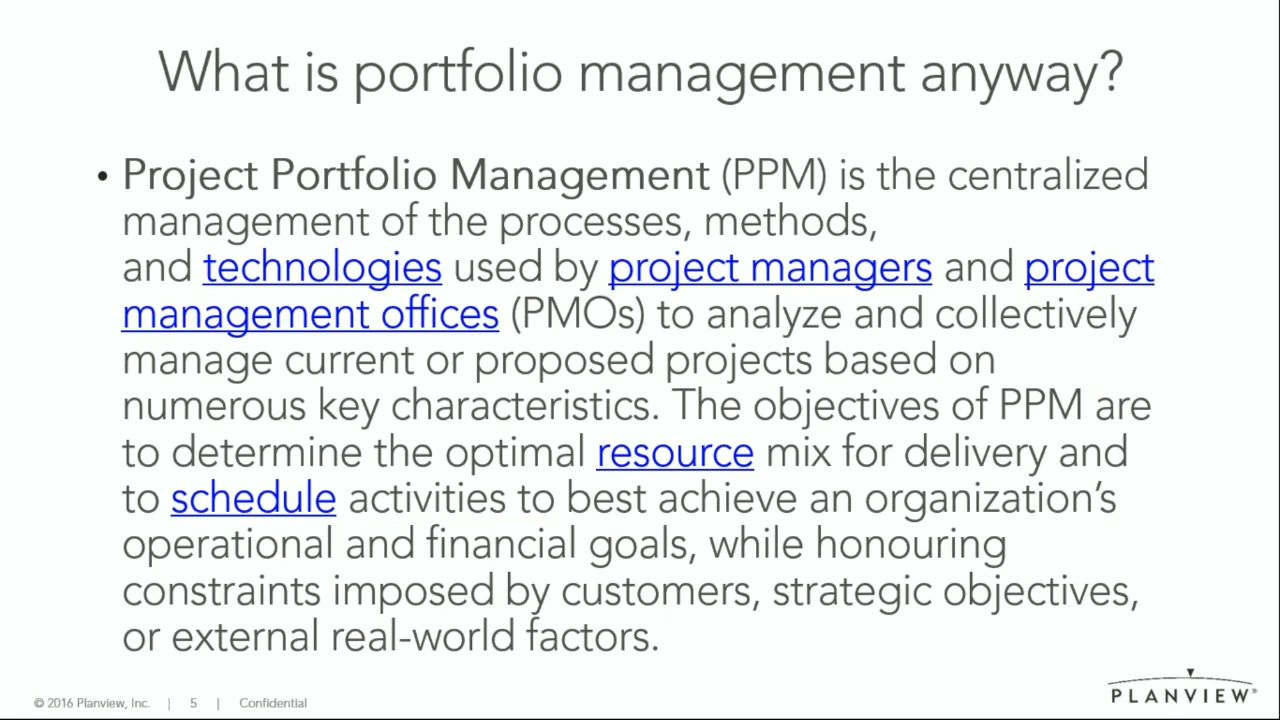 What is portfolio management anyway?
• Project Portfolio Management (PPM) is the centralized
management of the processes, methods,
and technologies used by project managers and project
management offices (PMOs) to analyze and collectively
manage current or proposed projects based on
numerous key characteristics. The objectives of PPM are
to determine the optimal resource mix for delivery and
to schedule activities to best achieve an organization’s
operational and financial goals, while honouring
constraints imposed by customers, strategic objectives,
or external real-world factors.
© 2016 Planview, Inc. | 5 | Confidential
PLANVIEW®